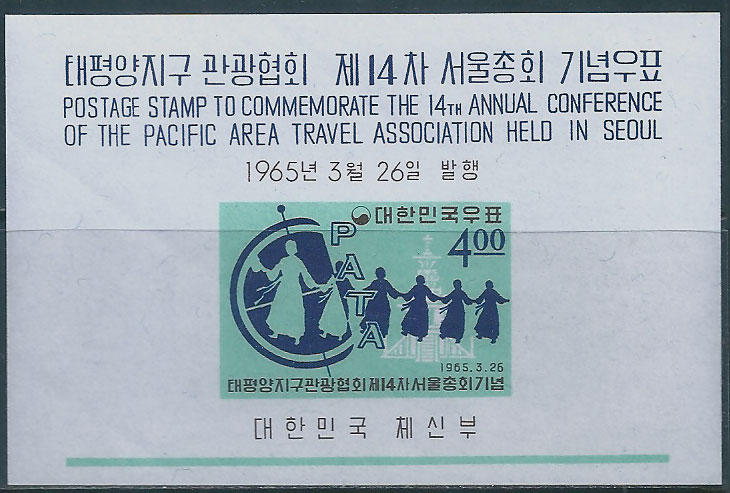 태평양지구 관광협회 제14차 서울총회 기념우표
POSTAGE STAMP TO COMMEMORATE THE 14TH ANNUAL CONFERENCE
OF THE PACIFIC AREA TRAVEL ASSOCIATION HELD IN SEOUL
1965년 3월 26일 발행
대한민국우표
4.00
PATA
1965.3.26
태평양지구관광협회제14차서울총회기념
대한민국 체신부